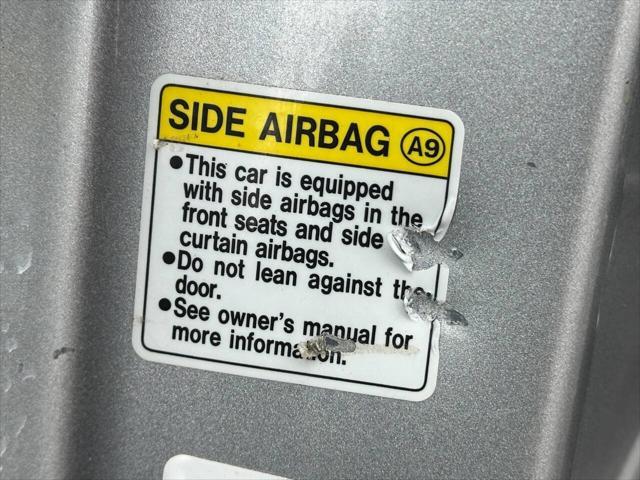 SIDE AIRBAG A9
●This car is equipped
with side airbags in the
front seats and side
curtain airbags.
●Do not lean against the
door.
●See owner's manual for
more information.